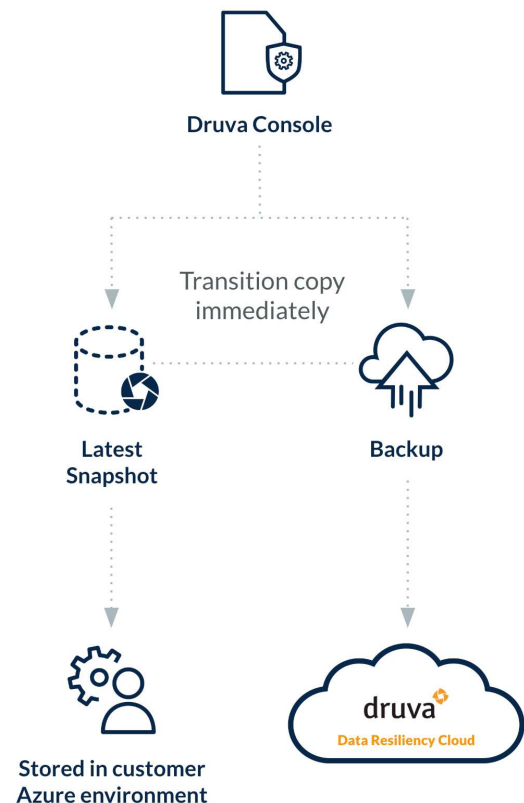 Druva Console
Transition copy
immediately
Latest
Snapshot
Backup
druva
Data Resiliency Cloud
Stored in customer
Azure environment